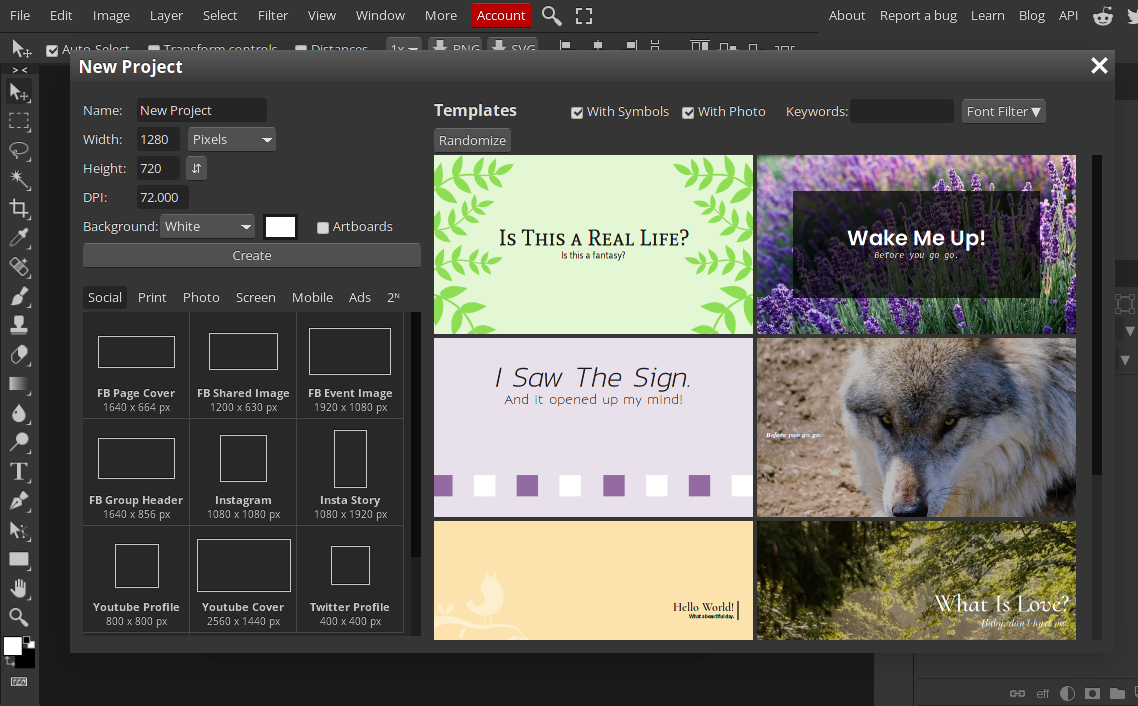 File Edit Image Layer Select Filter View Window More Account About Report a bug Learn Blog API
Auto-Select Transform controls Distances 1x PNG SVG
> <
New Project
Name: New Project
Width: 1280 Pixels
Height: 720
DPI: 72.000
Background: White Artboards
Create
Social Print Photo Screen Mobile Ads 2ᴺ
FB Page Cover
1640 x 664 px
FB Shared Image
1200 x 630 px
FB Event Image
1920 x 1080 px
FB Group Header
1640 x 856 px
Instagram
1080 x 1080 px
Insta Story
1080 x 1920 px
Youtube Profile
800 x 800 px
Youtube Cover
2560 x 1440 px
Twitter Profile
400 x 400 px
Templates With Symbols With Photo Keywords: Font Filter ▼
Randomize
Is This a Real Life?
Is this a fantasy?
Wake Me Up!
Before you go go.
I Saw The Sign.
And it opened up my mind!
Before you go go.
Hello World!
What a beautiful day.
What Is Love?
Baby, don't hurt me.
eff